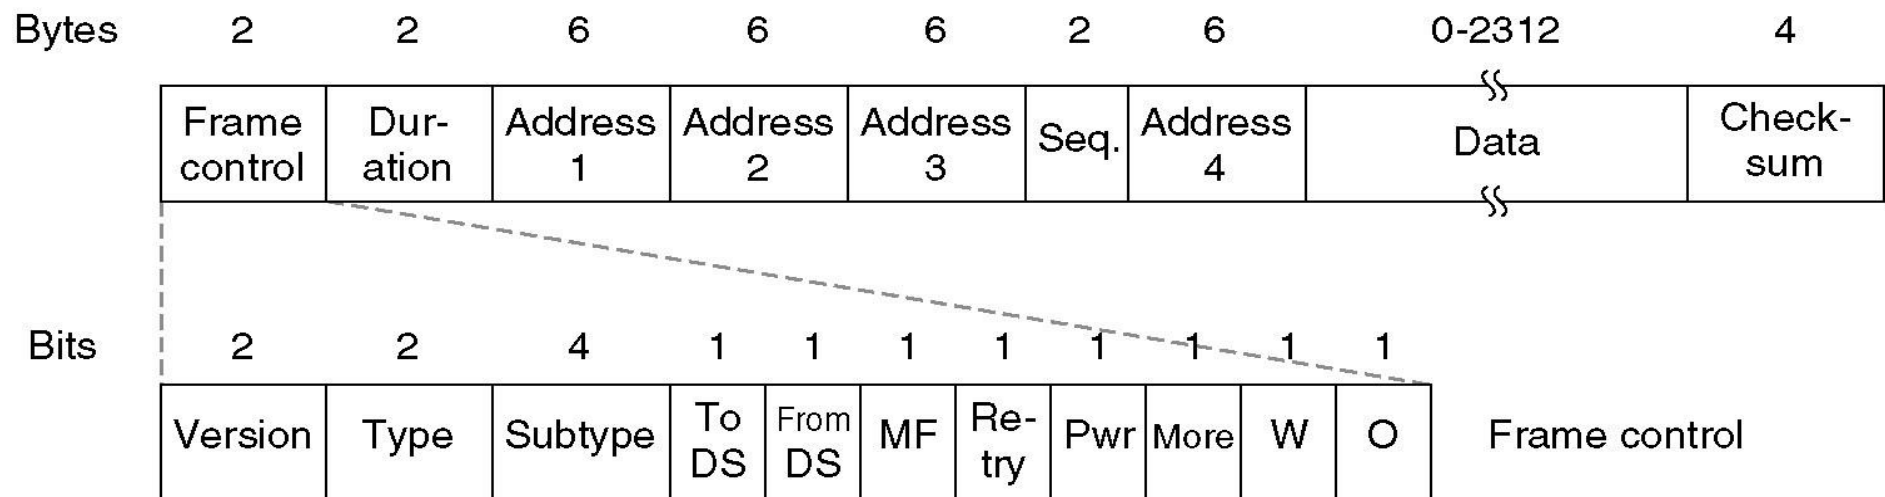 Bytes 2 2 6 6 6 2 6 0-2312 4
Frame control Dur-ation Address 1 Address 2 Address 3 Seq. Address 4 Data Check-sum
Bits 2 2 4 1 1 1 1 1 1 1 1
Version Type Subtype To DS From DS MF Re-try Pwr More W O Frame control